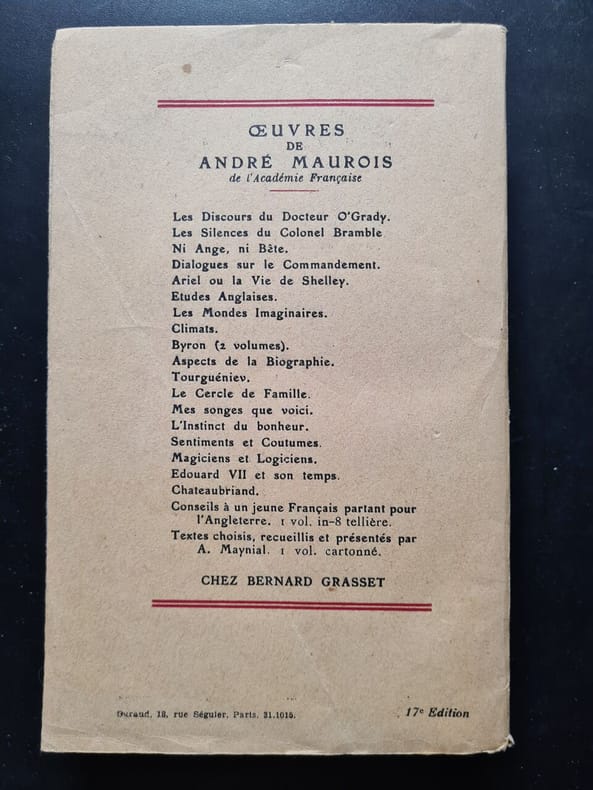 ŒUVRES
DE
ANDRÉ MAUROIS
de l'Académie Française
Les Discours du Docteur O'Grady.
Les Silences du Colonel Bramble
Ni Ange, ni Bête.
Dialogues sur le Commandement.
Ariel ou la Vie de Shelley.
Etudes Anglaises.
Les Mondes Imaginaires.
Climats.
Byron (2 volumes).
Aspects de la Biographie.
Tourguéniev.
Le Cercle de Famille.
Mes songes que voici.
L'Instinct du bonheur.
Sentiments et Coutumes.
Magiciens et Logiciens.
Edouard VII et son temps.
Chateaubriand.
Conseils à un jeune Français partant pour
l'Angleterre. 1 vol. in-8 tellière.
Textes choisis, recueillis et présentés par
A. Maynial. 1 vol. cartonné.
CHEZ BERNARD GRASSET
Durand, 18, rue Séguier, Paris. 31.1015.
17e Edition